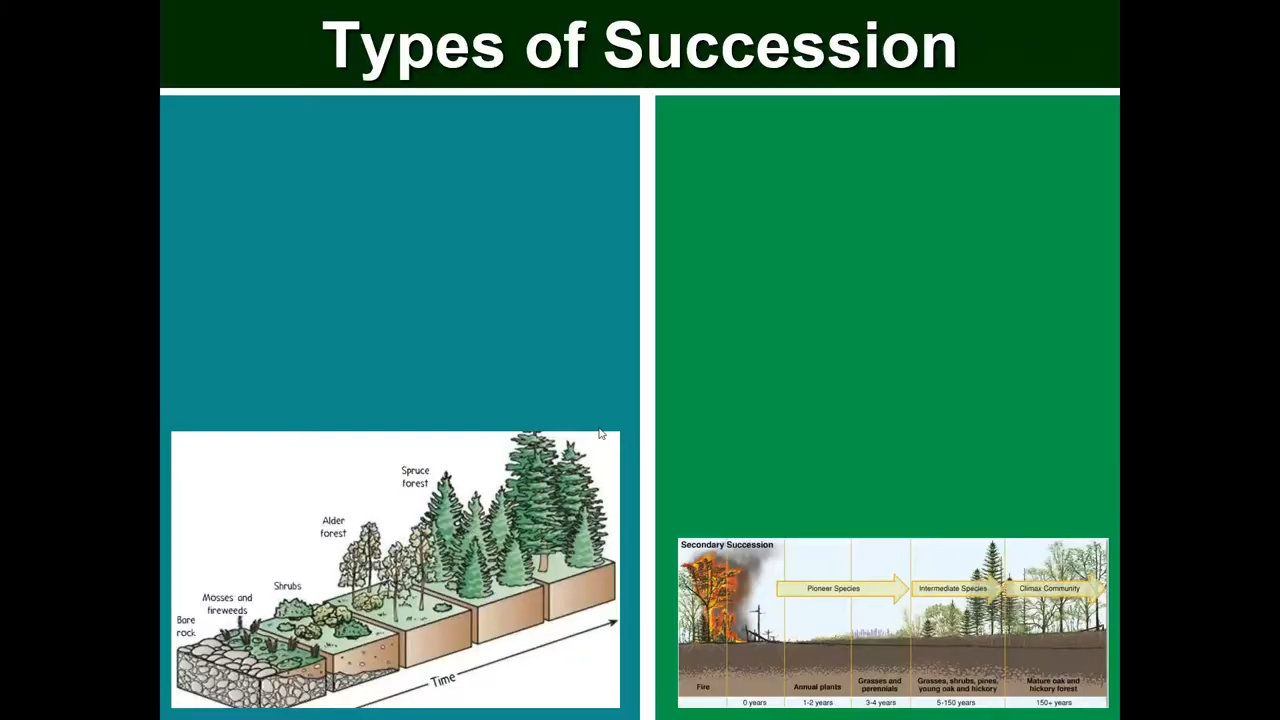 Types of Succession
Spruce
forest
Alder
forest
Shrubs
Mosses and
fireweeds
Bare
rock
Time
Secondary Succession
Pioneer Species
Intermediate Species
Climax Community
Fire
Annual plants
Grasses and
perennials
Grasses, shrubs, pines,
young oak and hickory
Mature oak and
hickory forest
0 years
1-2 years
3-4 years
5-150 years
150+ years